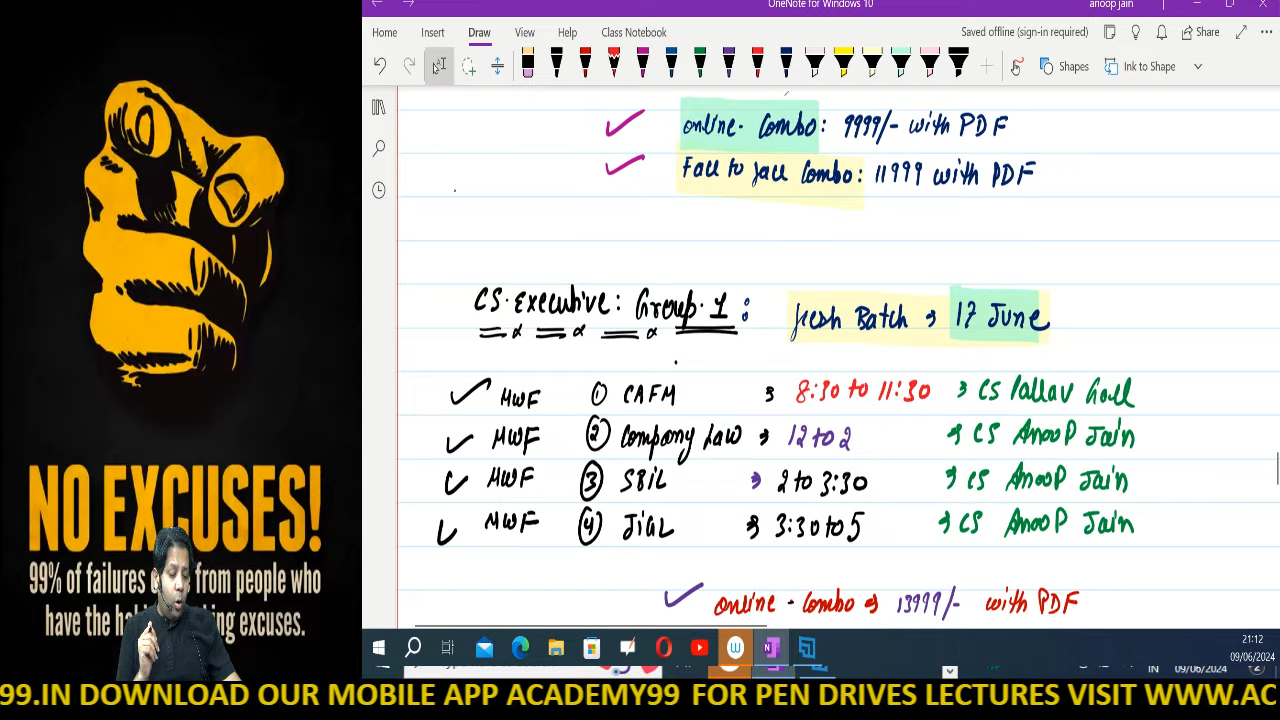 OneNote for Windows 10
anoop jain
Home Insert Draw View Help Class Notebook
Saved offline (sign-in required)
Share
Shapes
Ink to Shape
online- Combo: 9999/- with PDF
Combo: 11999 with PDF
CS-Executive: Group-1:
fresh Batch 17 June
MWF ① CAFM 8:30 to 11:30 CS Pallav
MWF ② Company Law 12 to 2 CS Anoop Jain
MWF ③ SBIL 2 to 3:30 CS Anoop Jain
MWF ④ JIGL 3:30 to 5 CS Anoop Jain
online - combo 13999/- with PDF
NO EXCUSES!
99% of failures from people who
have the excuses.
21:12
09/06/2024
IN 09/06/2024
99.IN DOWNLOAD OUR MOBILE APP ACADEMY99 FOR PEN DRIVES LECTURES VISIT WWW.AC